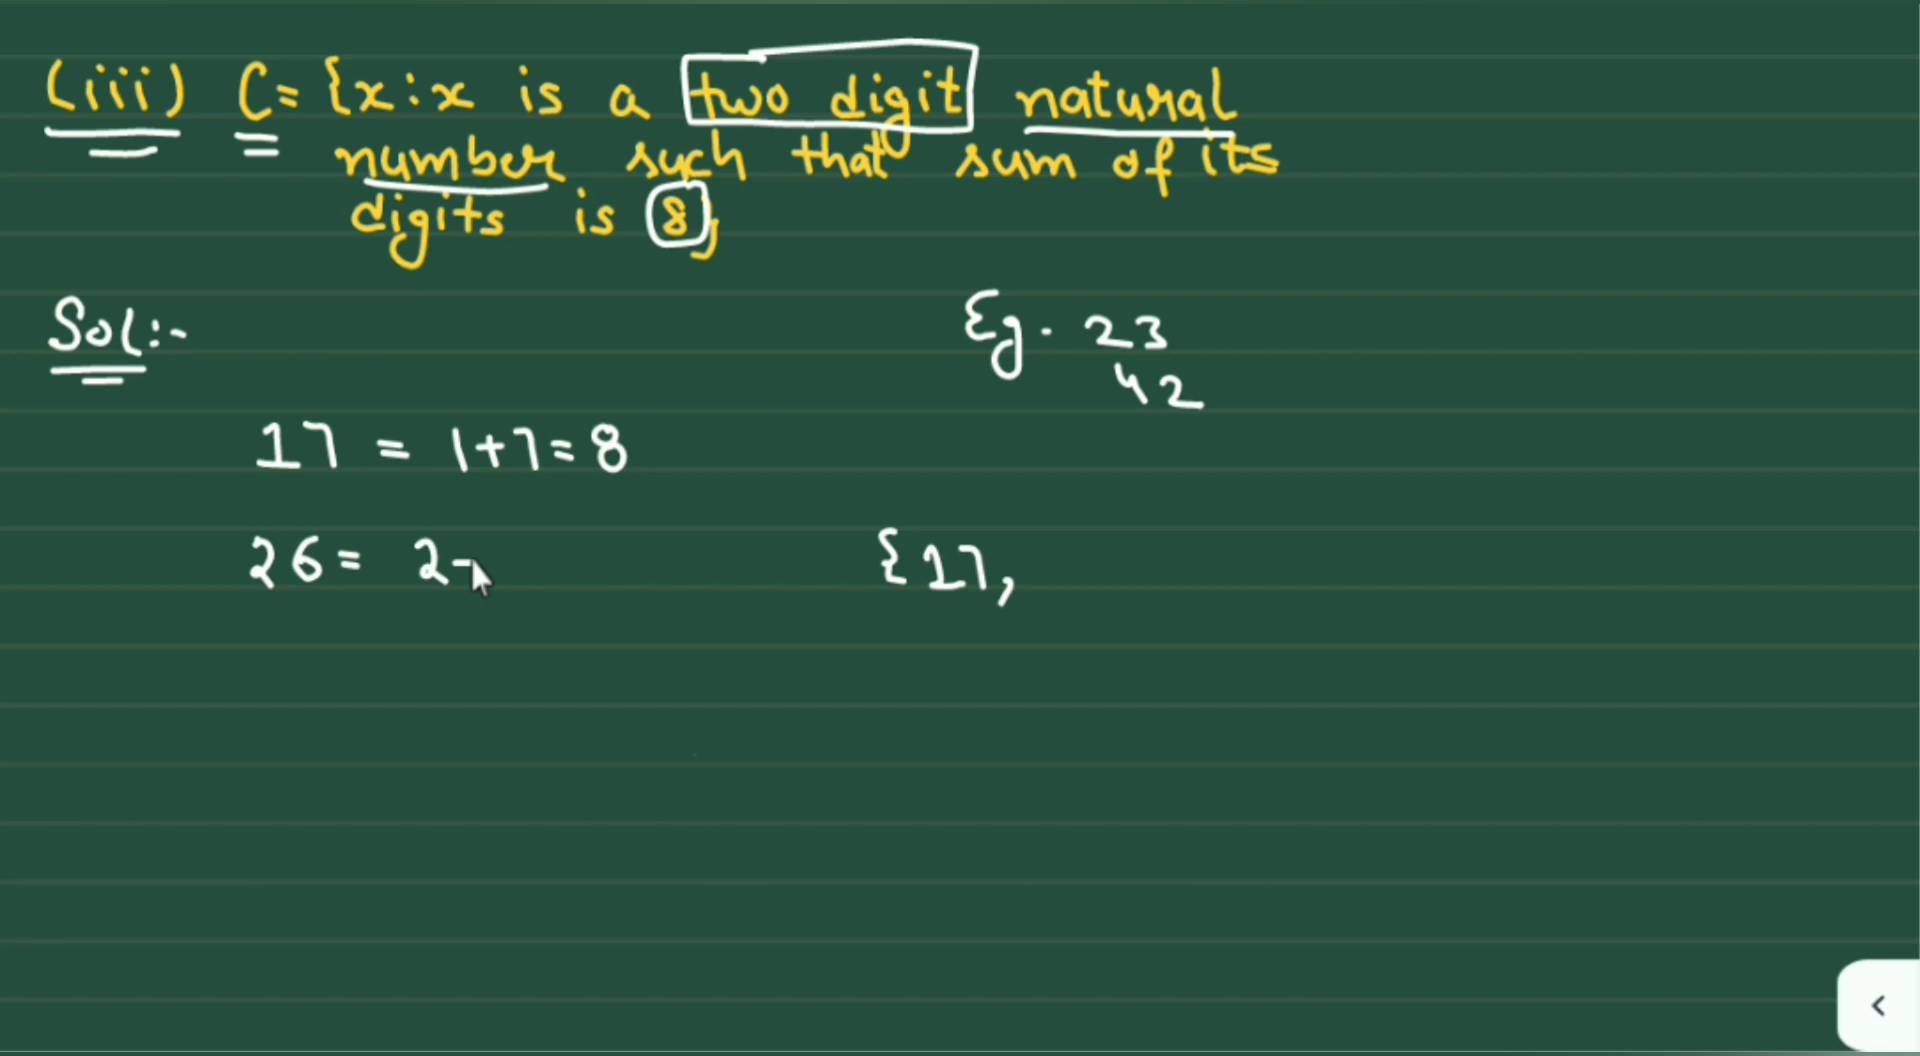 (iii) C= {x:x is a two digit natural
number such that sum of its
digits is 8}
Sol:-
Eg. 23
42
17 = 1+7=8
26= 2-
{17,